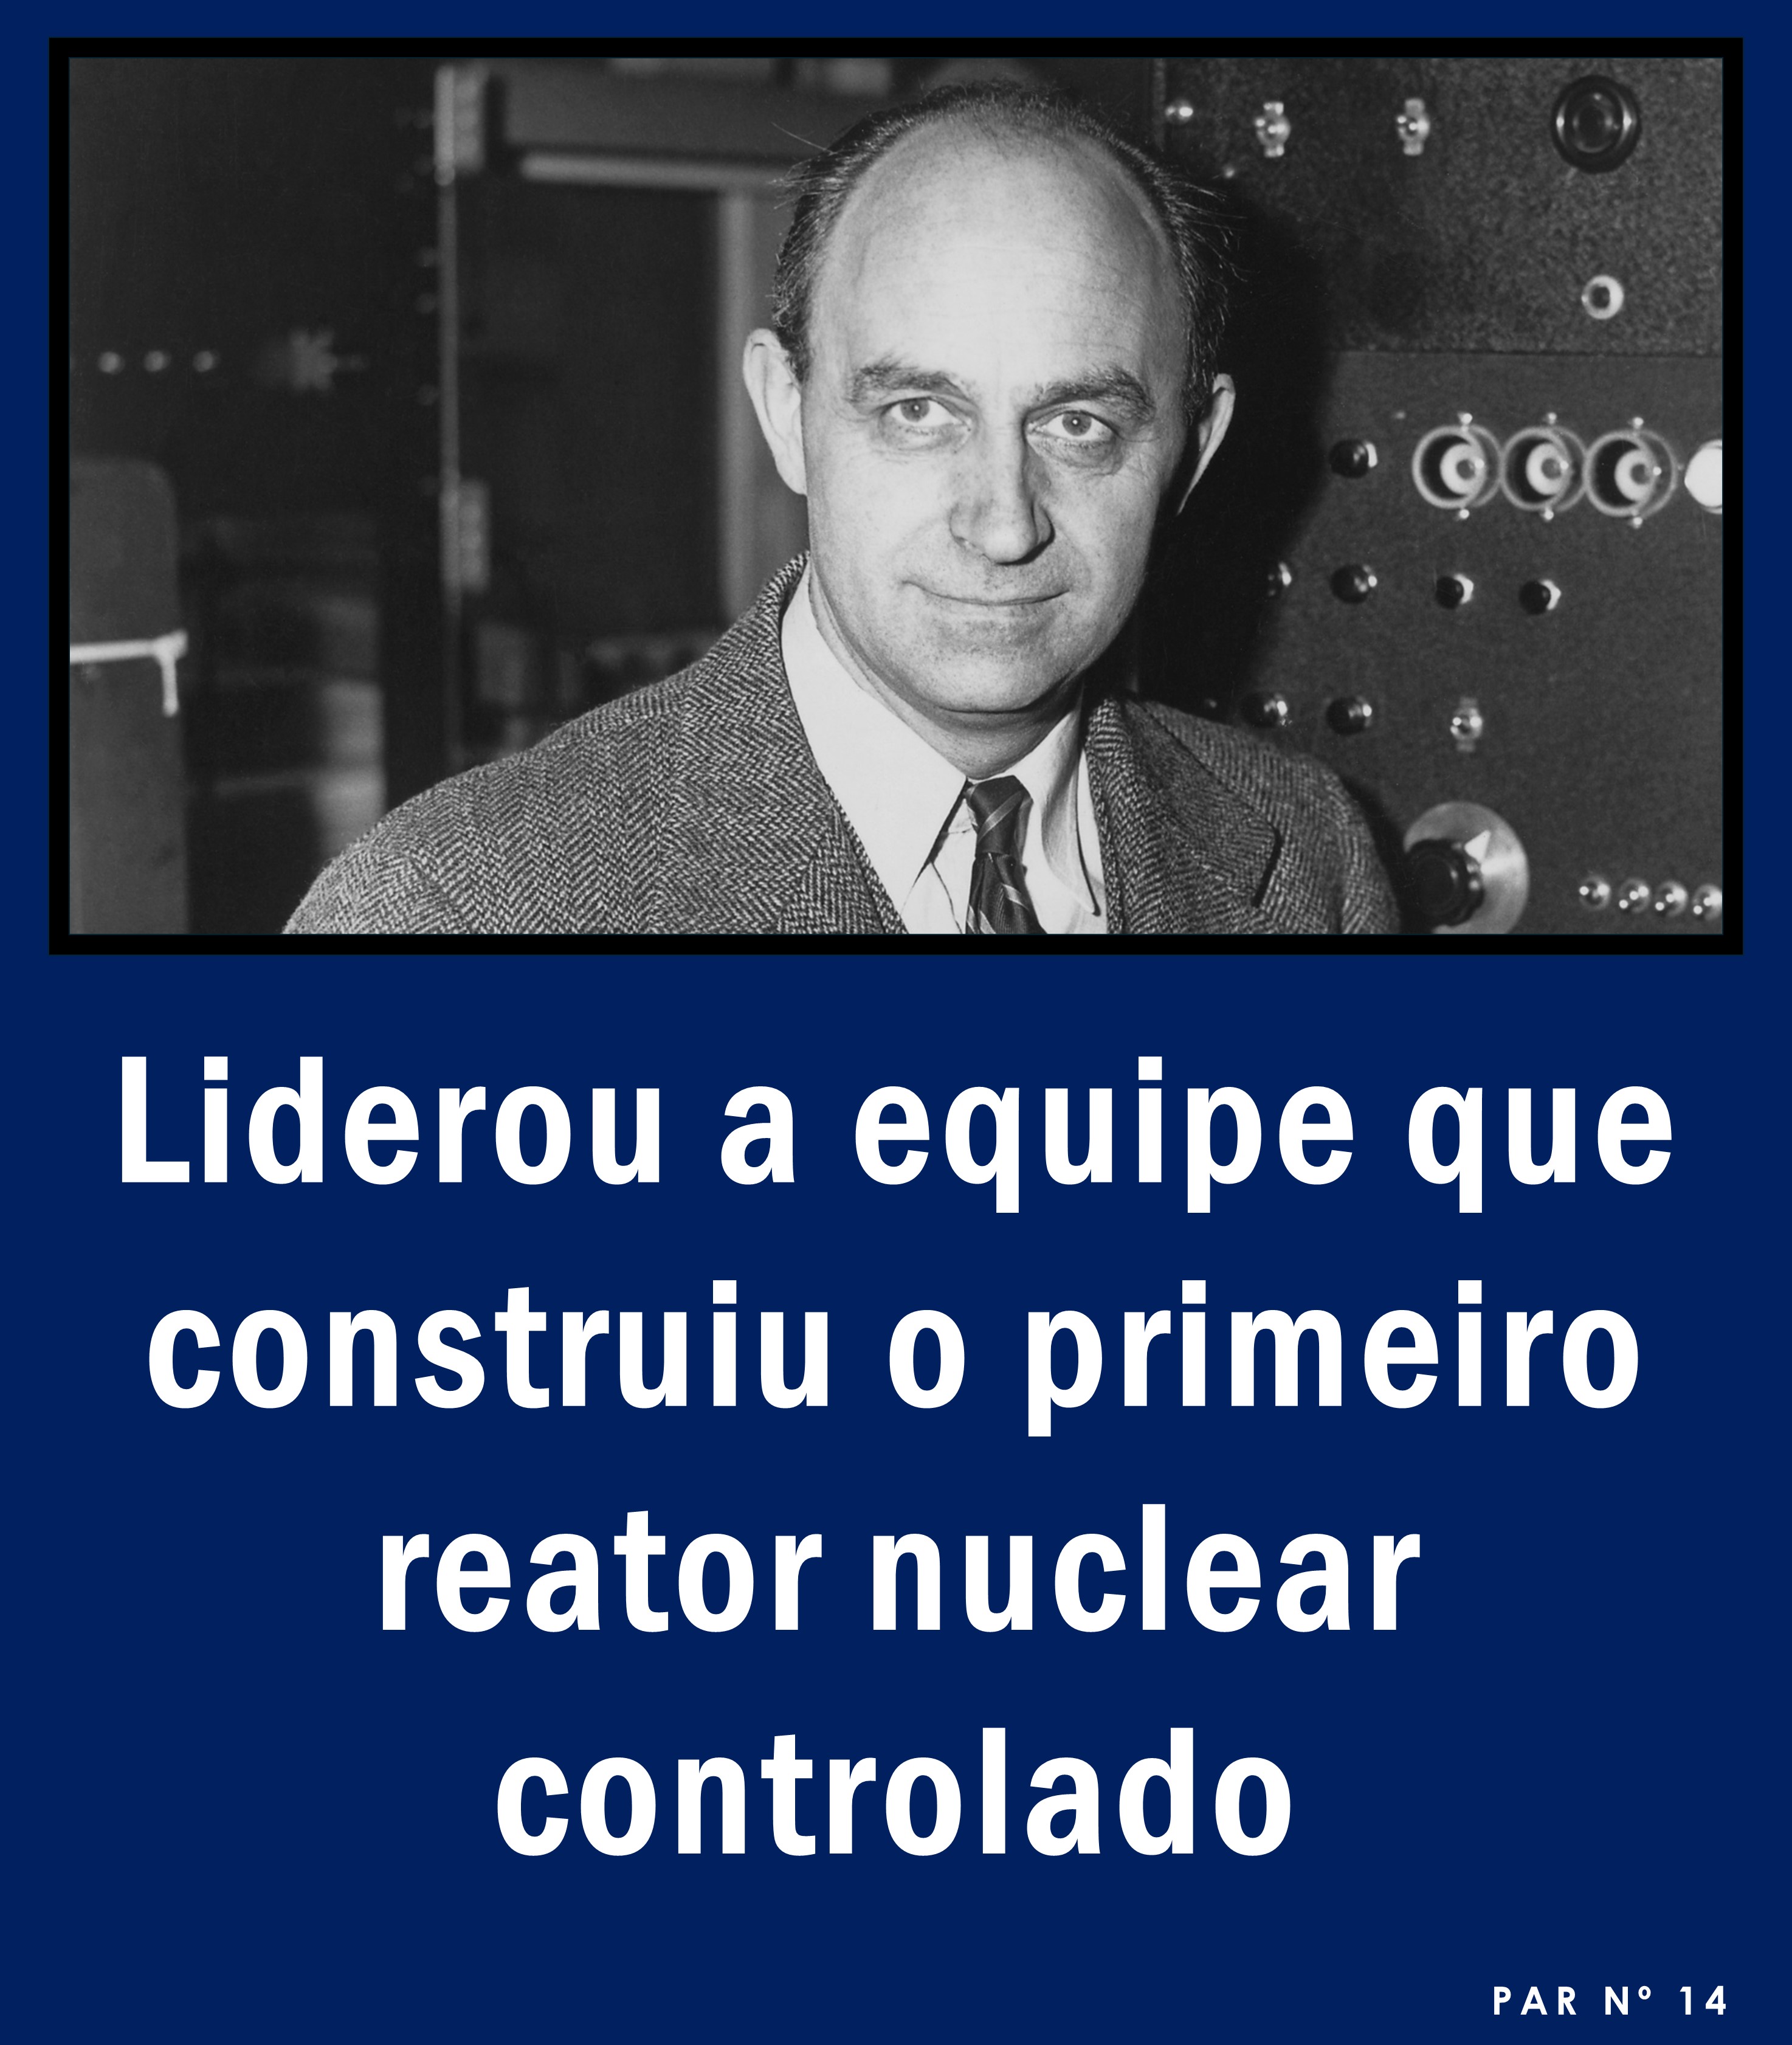 Liderou a equipe que
construiu o primeiro
reator nuclear
controlado
PAR Nº 14